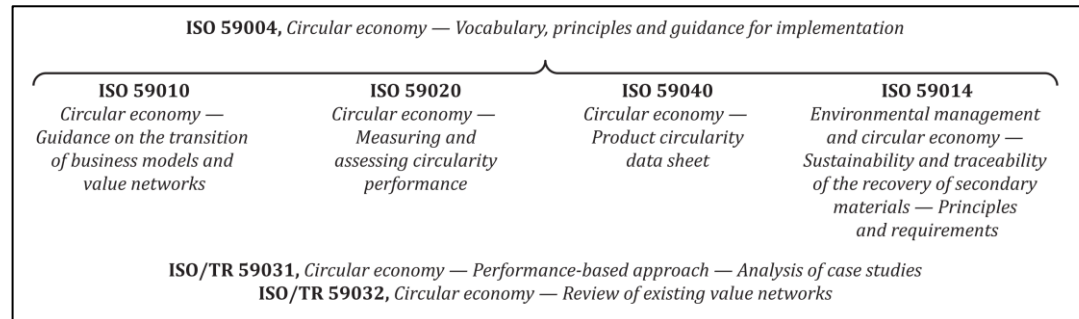 ISO 59004, Circular economy — Vocabulary, principles and guidance for implementation
ISO 59010
Circular economy —
Guidance on the transition
of business models and
value networks
ISO 59020
Circular economy —
Measuring and
assessing circularity
performance
ISO 59040
Circular economy —
Product circularity
data sheet
ISO 59014
Environmental management
and circular economy —
Sustainability and traceability
of the recovery of secondary
materials — Principles
and requirements
ISO/TR 59031, Circular economy — Performance-based approach — Analysis of case studies
ISO/TR 59032, Circular economy — Review of existing value networks